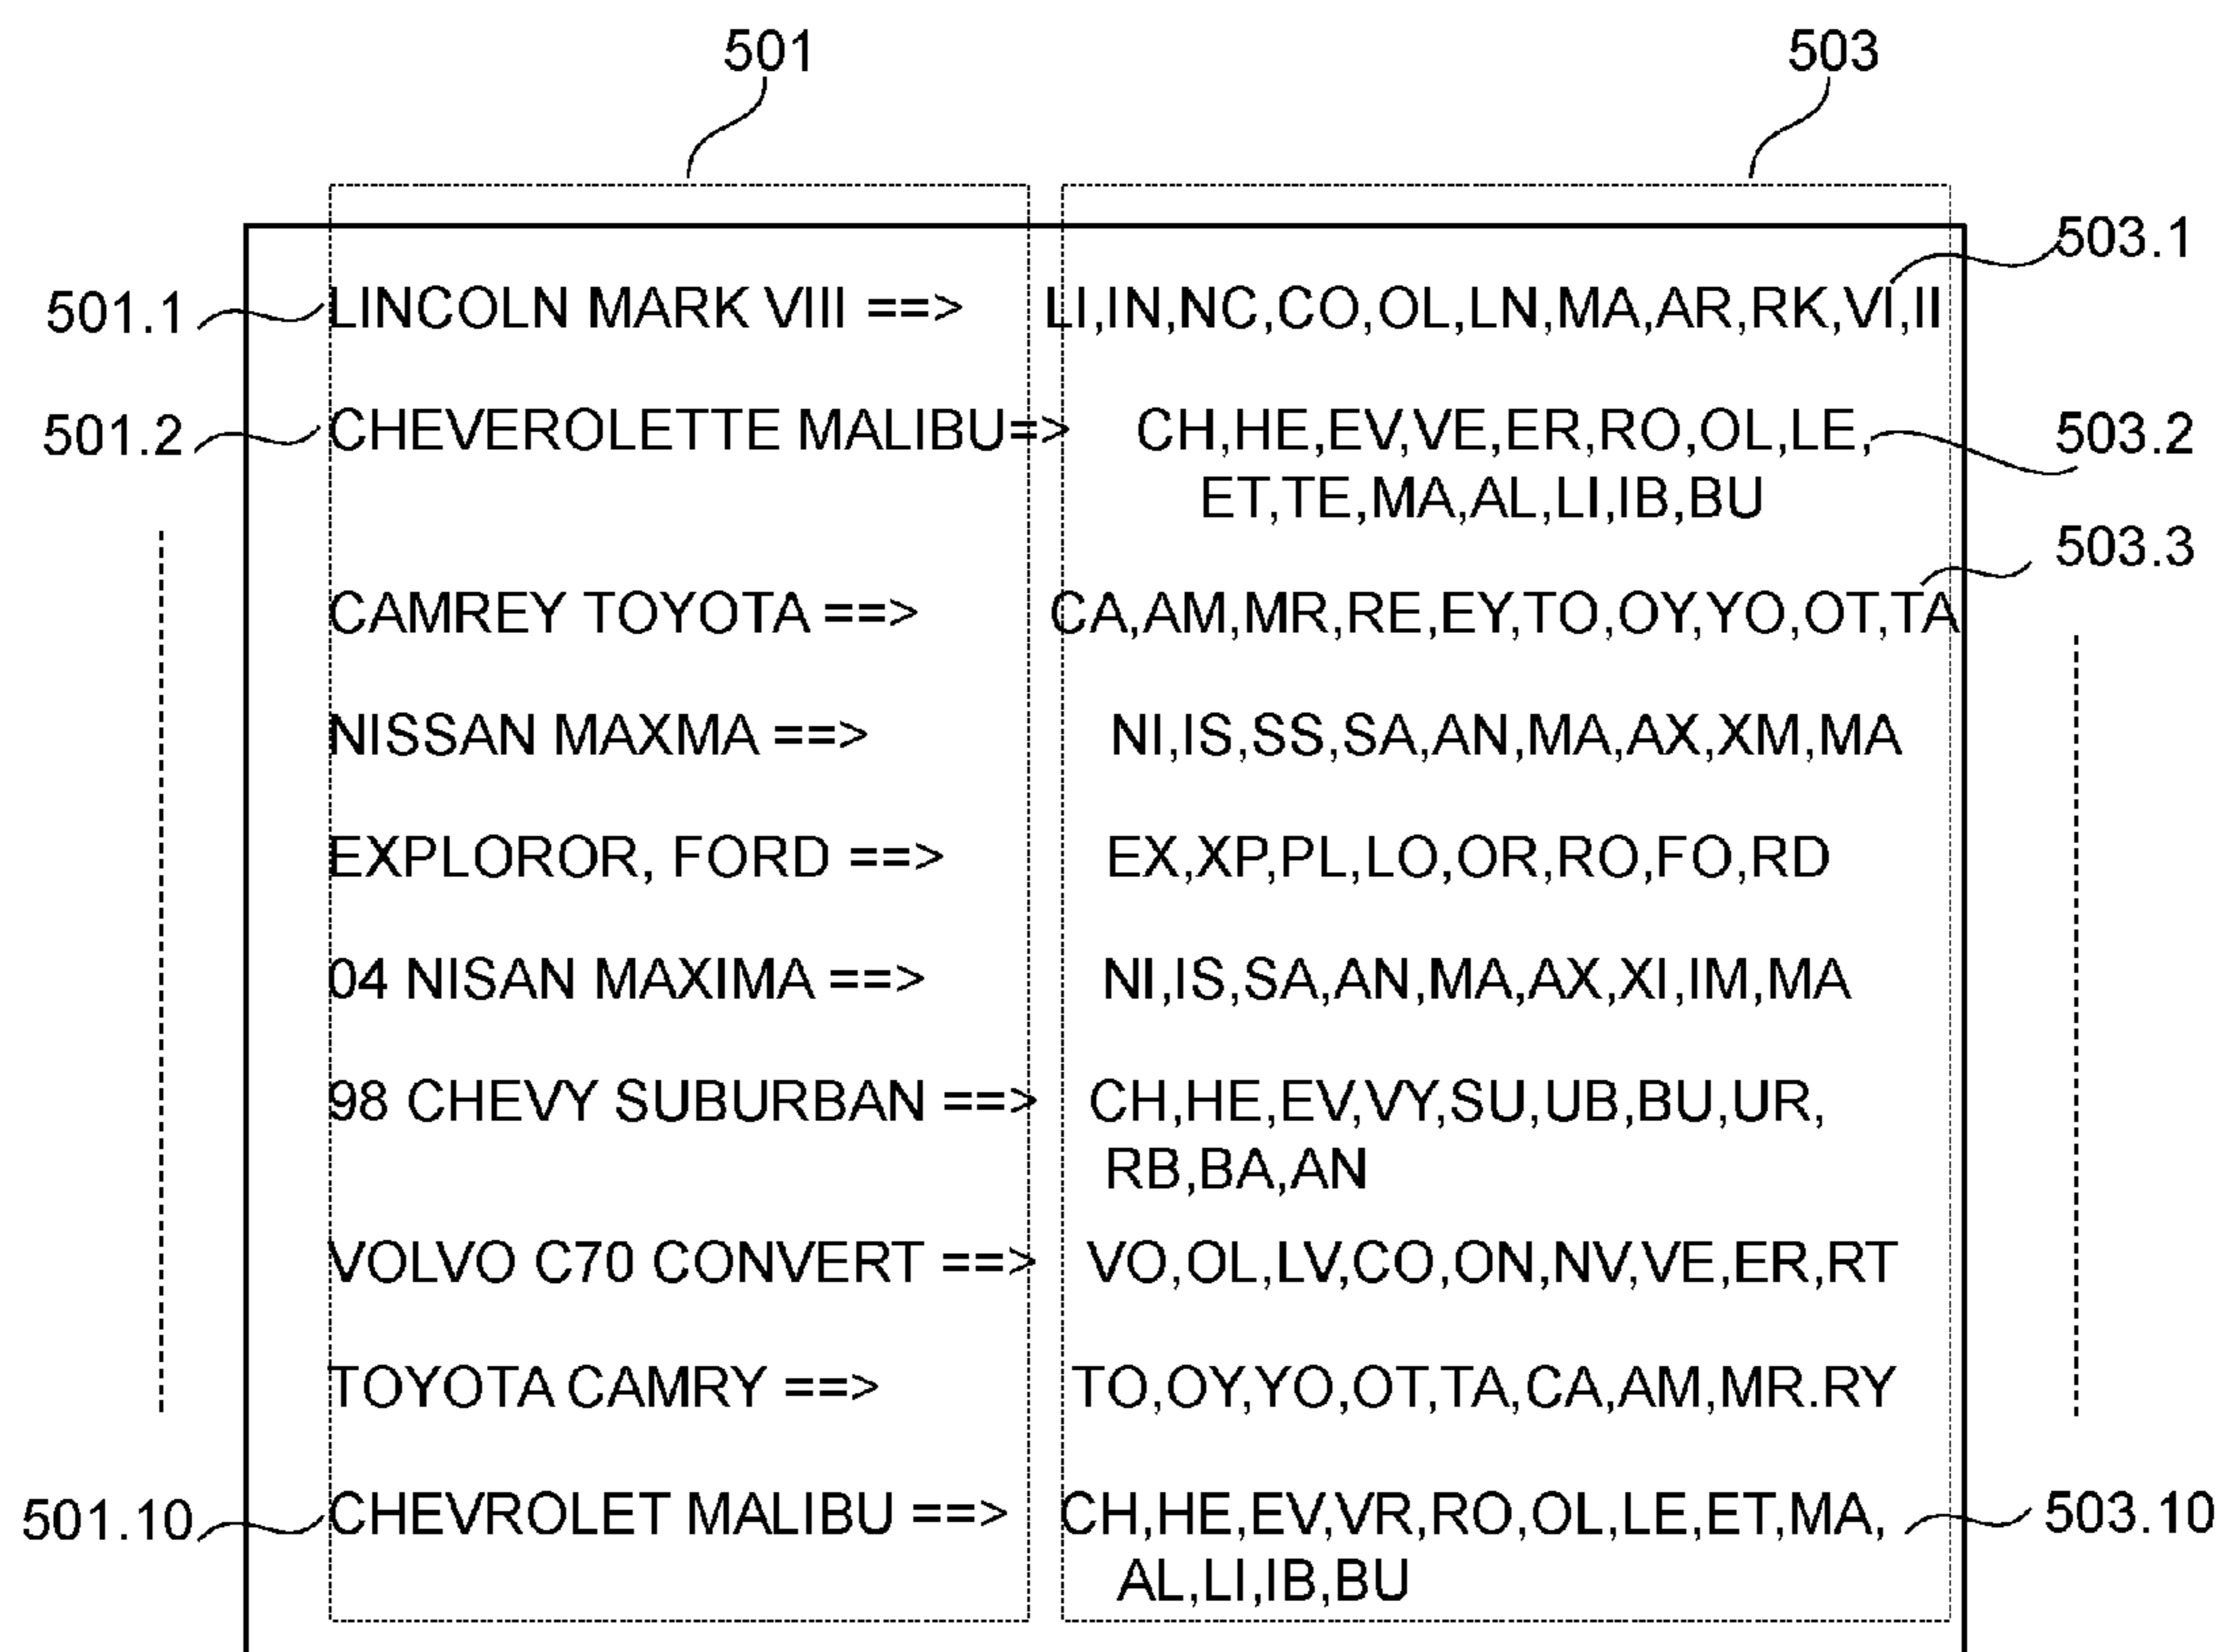 501 503
503.1
501.1 LINCOLN MARK VIII ==> LI,IN,NC,CO,OL,LN,MA,AR,RK,VI,II
501.2 CHEVEROLETTE MALIBU=> CH,HE,EV,VE,ER,RO,OL,LE, 503.2
ET,TE,MA,AL,LI,IB,BU
503.3
CAMREY TOYOTA ==> CA,AM,MR,RE,EY,TO,OY,YO,OT,TA
NISSAN MAXMA ==> NI,IS,SS,SA,AN,MA,AX,XM,MA
EXPLOROR, FORD ==> EX,XP,PL,LO,OR,RO,FO,RD
04 NISAN MAXIMA ==> NI,IS,SA,AN,MA,AX,XI,IM,MA
98 CHEVY SUBURBAN ==> CH,HE,EV,VY,SU,UB,BU,UR,
RB,BA,AN
VOLVO C70 CONVERT ==> VO,OL,LV,CO,ON,NV,VE,ER,RT
TOYOTA CAMRY ==> TO,OY,YO,OT,TA,CA,AM,MR.RY
501.10 CHEVROLET MALIBU ==> CH,HE,EV,VR,RO,OL,LE,ET,MA, 503.10
AL,LI,IB,BU